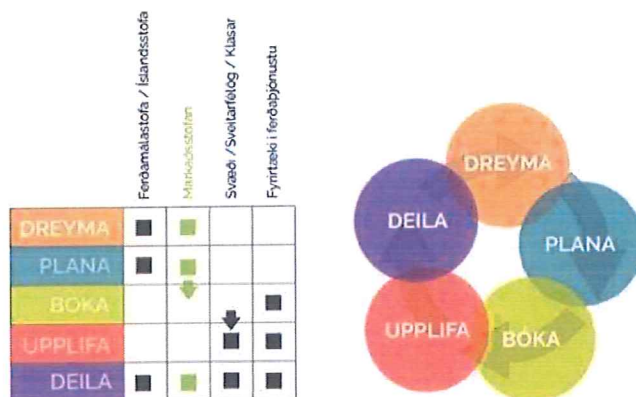 Ferðamálastofa / Íslandsstofa
Markaðsstofan
Svæði / Sveitarfélög / Klasar
Fyrirtæki í ferðaþjónustu
DREYMA
PLANA
BÓKA
UPPLIFA
DEILA
DREYMA
PLANA
BÓKA
UPPLIFA
DEILA